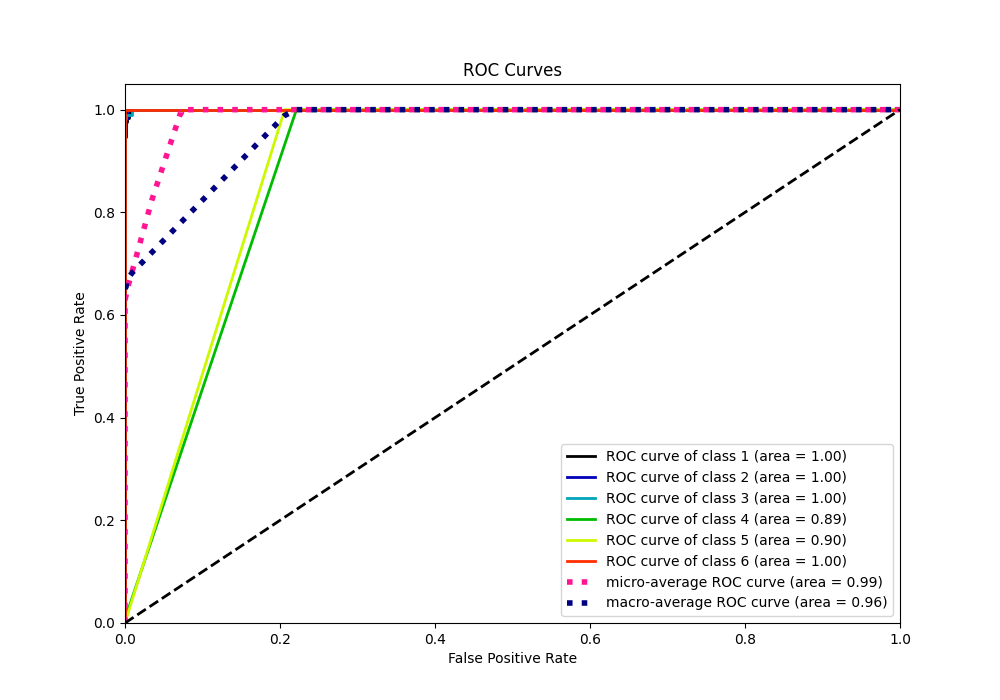 ROC Curves
True Positive Rate
1.0
0.8
0.6
0.4
0.2
0.0
0.0 0.2 0.4 0.6 0.8 1.0
False Positive Rate
ROC curve of class 1 (area = 1.00)
ROC curve of class 2 (area = 1.00)
ROC curve of class 3 (area = 1.00)
ROC curve of class 4 (area = 0.89)
ROC curve of class 5 (area = 0.90)
ROC curve of class 6 (area = 1.00)
micro-average ROC curve (area = 0.99)
macro-average ROC curve (area = 0.96)